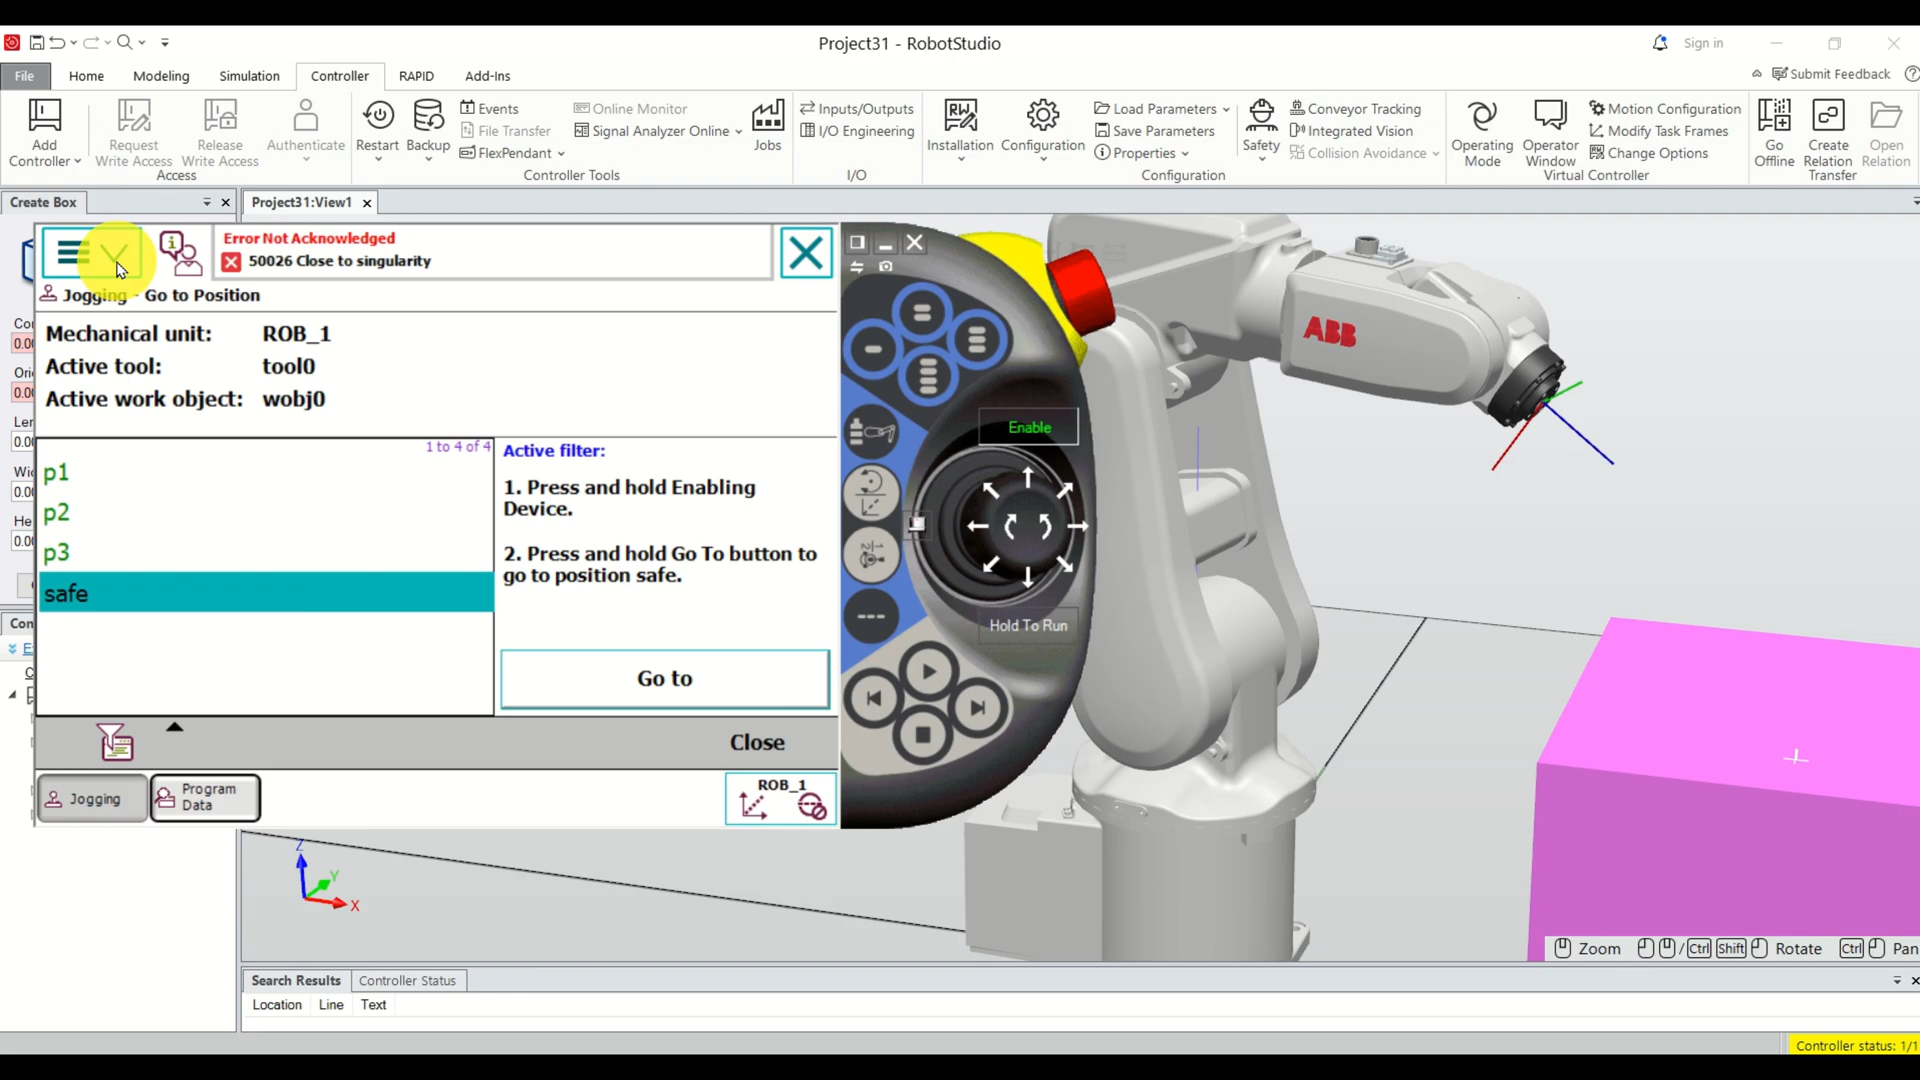 Project31 - RobotStudio
Sign in
File Home Modeling Simulation Controller RAPID Add-Ins
Submit Feedback
Add Controller
Request Write Access
Release Write Access
Authenticate
Access
Restart
Backup
Events
File Transfer
FlexPendant
Online Monitor
Signal Analyzer Online
Jobs
Controller Tools
Inputs/Outputs
I/O Engineering
I/O
Installation
Configuration
Load Parameters
Save Parameters
Properties
Safety
Conveyor Tracking
Integrated Vision
Collision Avoidance
Configuration
Operating Mode
Operator Window
Motion Configuration
Modify Task Frames
Change Options
Virtual Controller
Go Offline
Create Relation
Open Relation
Transfer
Create Box
Project31:View1
Error Not Acknowledged
50026 Close to singularity
Jogging - Go to Position
Mechanical unit: ROB_1
Active tool: tool0
Active work object: wobj0
1 to 4 of 4
p1
p2
p3
safe
Active filter:
1. Press and hold Enabling
Device.
2. Press and hold Go To button to
go to position safe.
Go to
Close
Jogging
Program Data
ROB_1
Enable
Hold To Run
ABB
Z
Y
X
Zoom
Ctrl Shift Rotate
Ctrl Pan
Search Results Controller Status
Location Line Text
Controller status: 1/1